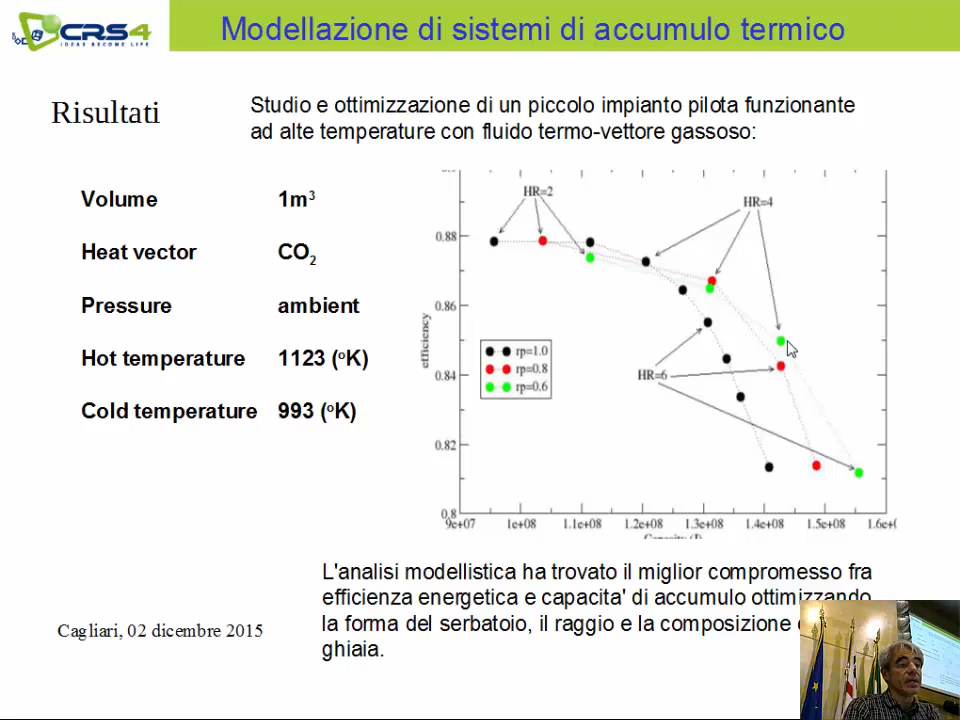 CRS4
IDEAS BECOME LIFE
Modellazione di sistemi di accumulo termico
Risultati
Studio e ottimizzazione di un piccolo impianto pilota funzionante
ad alte temperature con fluido termo-vettore gassoso:
Volume 1m³
Heat vector CO₂
Pressure ambient
Hot temperature 1123 (°K)
Cold temperature 993 (°K)
HR=2
HR=4
0.88
0.86
efficiency
rp=1.0
rp=0.8
rp=0.6
0.84
HR=6
0.82
0,8
9e+07 1e+08 1.1e+08 1.2e+08 1.3e+08 1.4e+08 1.5e+08 1.6e+0
Capacity (J)
L'analisi modellistica ha trovato il miglior compromesso fra
efficienza energetica e capacita' di accumulo ottimizzando
la forma del serbatoio, il raggio e la composizione
ghiaia.
Cagliari, 02 dicembre 2015